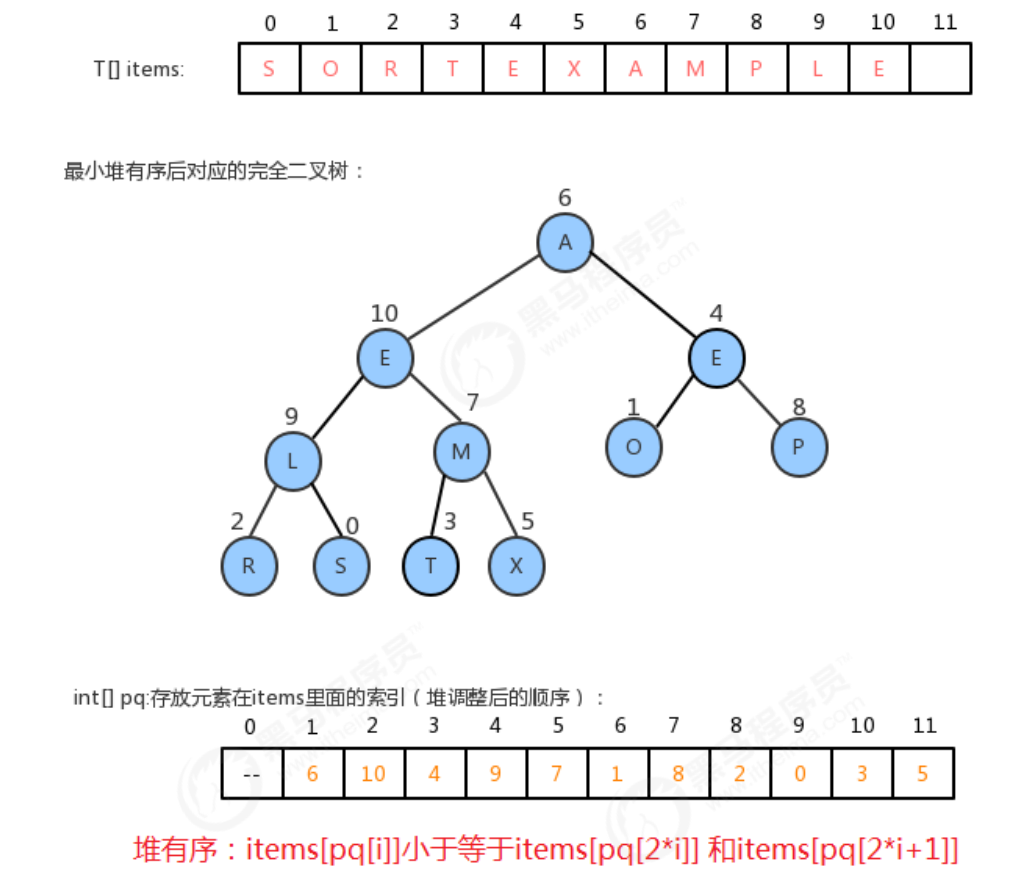 0 1 2 3 4 5 6 7 8 9 10 11
T[] items: S O R T E X A M P L E
最小堆有序后对应的完全二叉树：
6
A
10 4
E E
9 7 1 8
L M O P
2 0 3 5
R S T X
int[] pq:存放元素在items里面的索引（堆调整后的顺序）：
0 1 2 3 4 5 6 7 8 9 10 11
-- 6 10 4 9 7 1 8 2 0 3 5
堆有序：items[pq[i]]小于等于items[pq[2*i]] 和items[pq[2*i+1]]
黑马程序员™
www.itheima.com